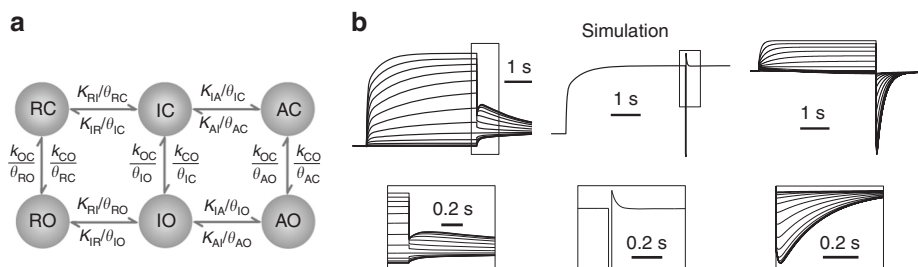 a
b
Simulation
RC
K_RI/θ_RC
K_IR/θ_IC
IC
K_IA/θ_IC
K_AI/θ_AC
AC
k_OC/θ_RO
k_CO/θ_RC
k_OC/θ_IO
k_CO/θ_IC
k_OC/θ_AO
k_CO/θ_AC
RO
K_RI/θ_RO
K_IR/θ_IO
IO
K_IA/θ_IO
K_AI/θ_AO
AO
1 s
1 s
1 s
0.2 s
0.2 s
0.2 s